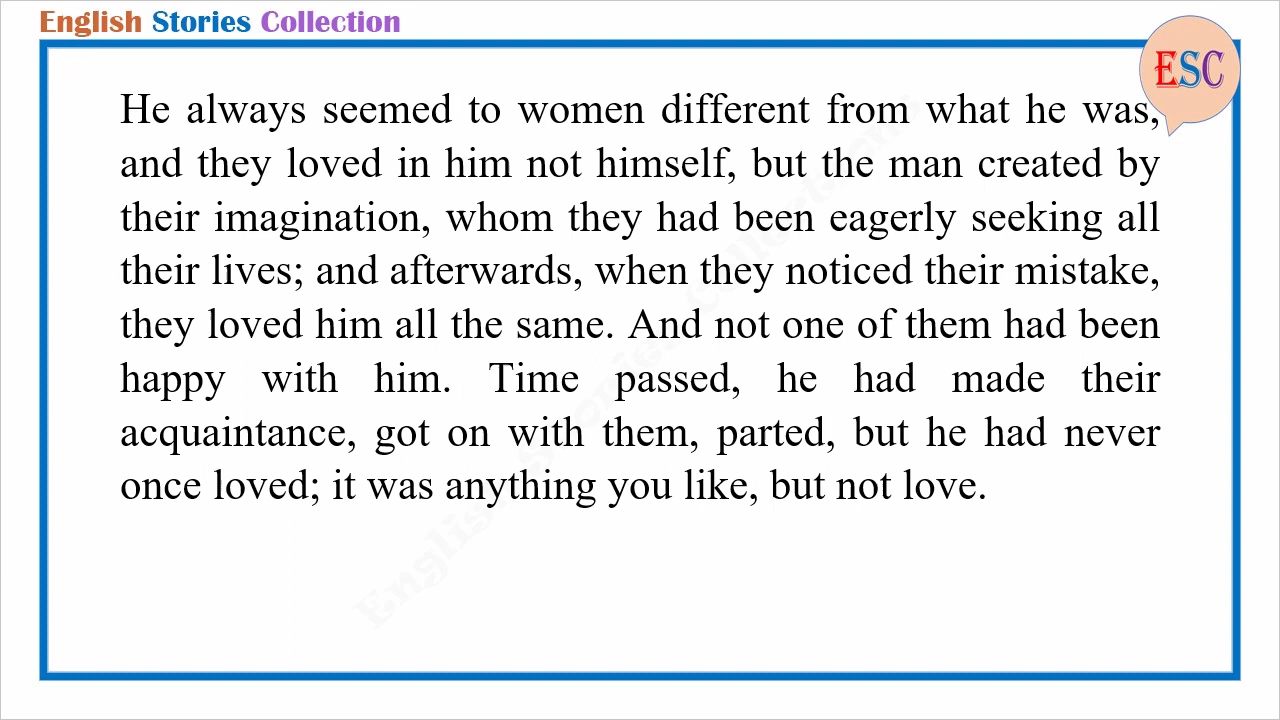 English Stories Collection
ESC
He always seemed to women different from what he was,
and they loved in him not himself, but the man created by
their imagination, whom they had been eagerly seeking all
their lives; and afterwards, when they noticed their mistake,
they loved him all the same. And not one of them had been
happy with him. Time passed, he had made their
acquaintance, got on with them, parted, but he had never
once loved; it was anything you like, but not love.